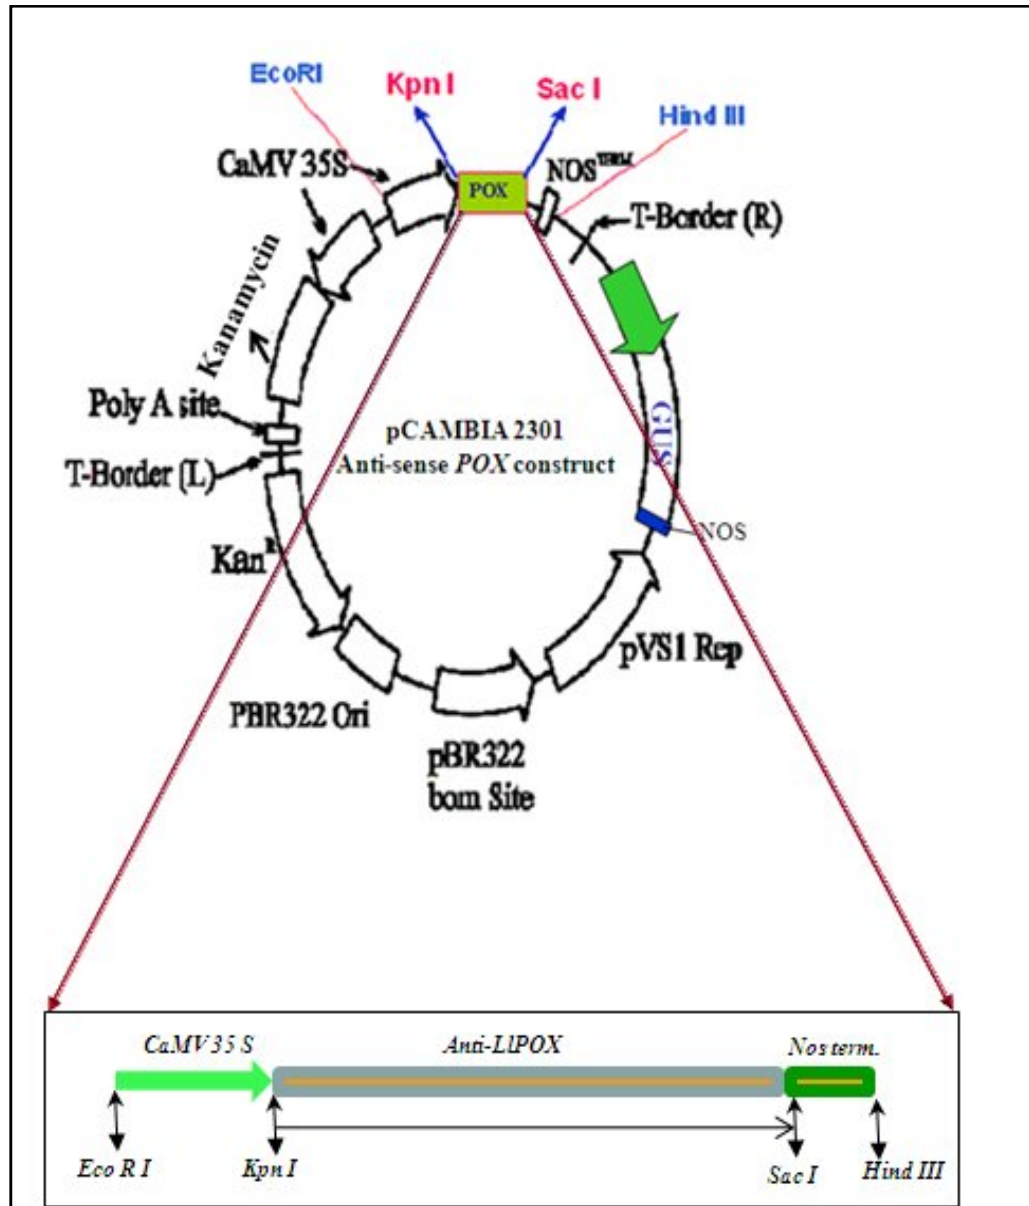 EcoRI
Kpn I
Sac I
Hind III
CaMV 35S
POX
NOS TERM.
T-Border (R)
Kanamycin
Poly A site
T-Border (L)
pCAMBIA 2301
Anti-sense POX construct
GUS
NOS
Kan R
pVS1 Rep
PBR322 Ori
pBR322
bom Site
CaMV 35 S
Anti-LlPOX
Nos term.
Eco R I
Kpn I
Sac I
Hind III